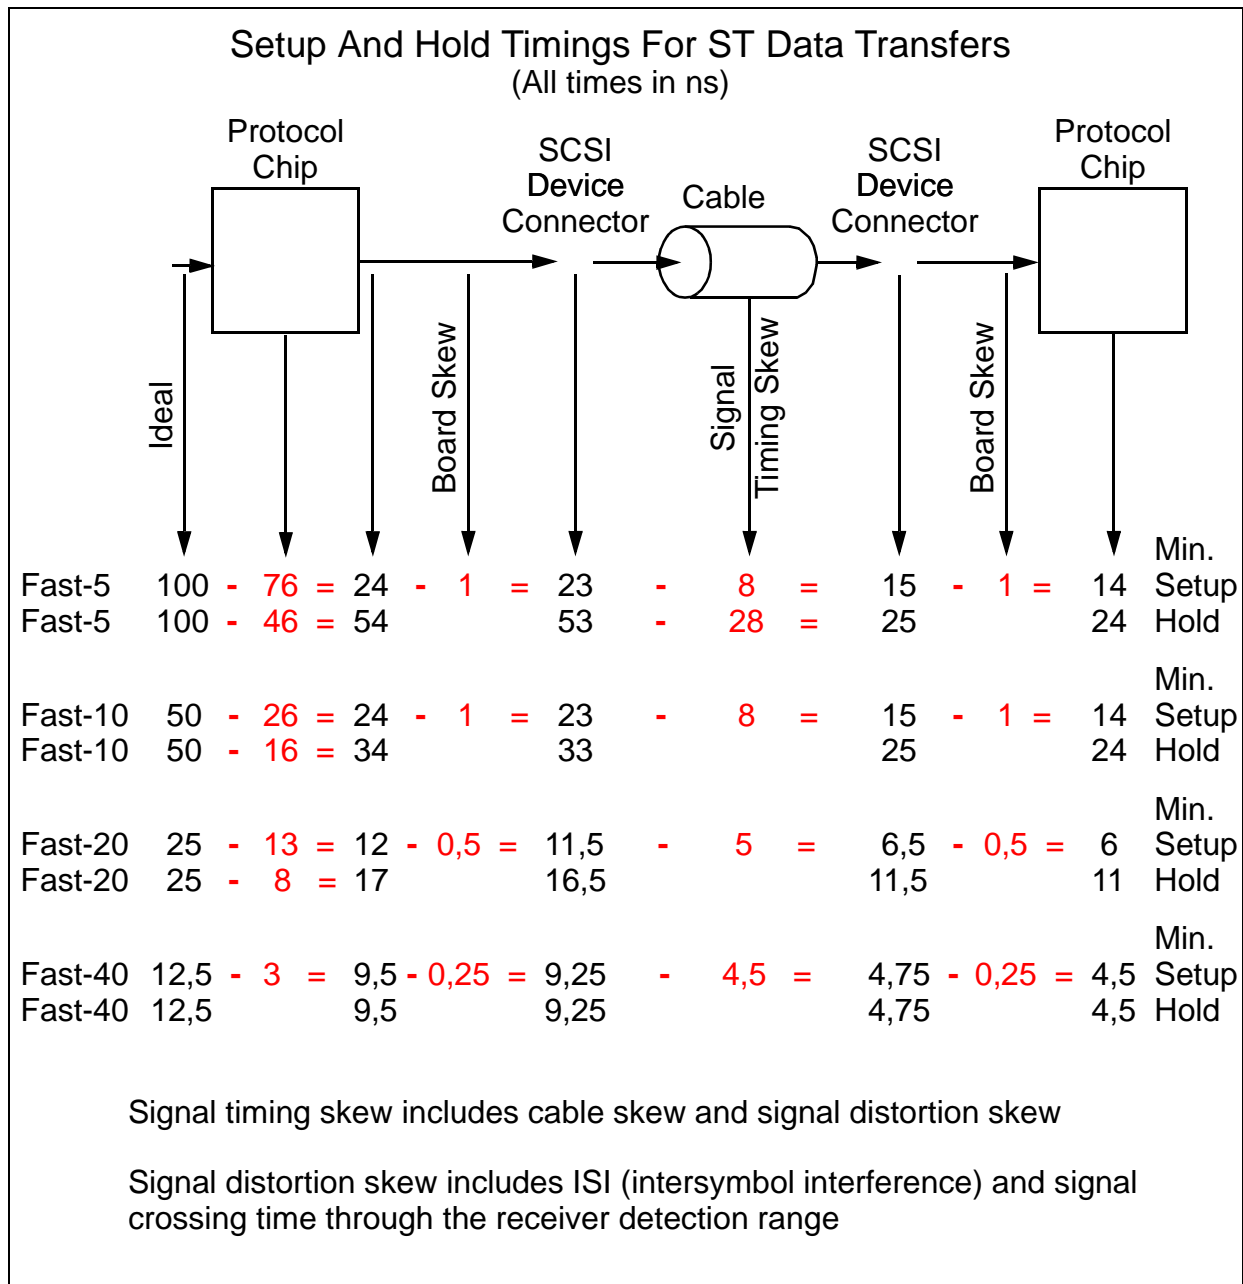 Setup And Hold Timings For ST Data Transfers
(All times in ns)
Protocol
Chip
SCSI
Device
Connector
Cable
SCSI
Device
Connector
Protocol
Chip
Ideal
Board Skew
Signal
Timing Skew
Board Skew
Min.
Fast-5 100 - 76 = 24 - 1 = 23 - 8 = 15 - 1 = 14 Setup
Fast-5 100 - 46 = 54 53 - 28 = 25 24 Hold
Min.
Fast-10 50 - 26 = 24 - 1 = 23 - 8 = 15 - 1 = 14 Setup
Fast-10 50 - 16 = 34 33 25 24 Hold
Min.
Fast-20 25 - 13 = 12 - 0,5 = 11,5 - 5 = 6,5 - 0,5 = 6 Setup
Fast-20 25 - 8 = 17 16,5 11,5 11 Hold
Min.
Fast-40 12,5 - 3 = 9,5 - 0,25 = 9,25 - 4,5 = 4,75 - 0,25 = 4,5 Setup
Fast-40 12,5 9,5 9,25 4,75 4,5 Hold
Signal timing skew includes cable skew and signal distortion skew
Signal distortion skew includes ISI (intersymbol interference) and signal
crossing time through the receiver detection range